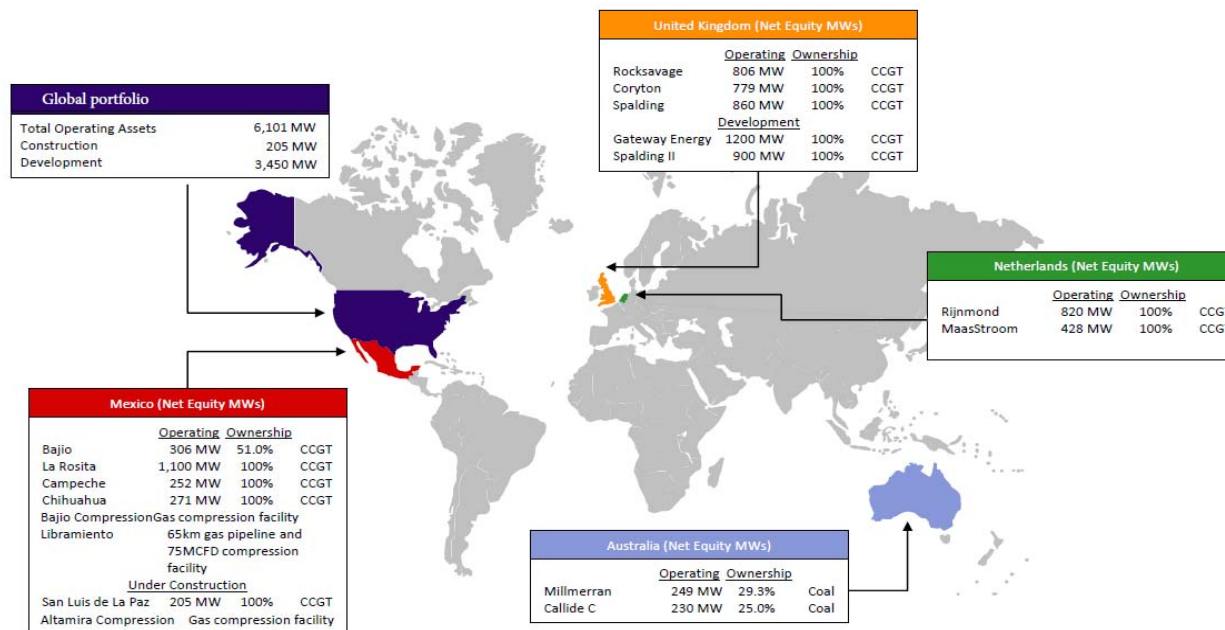 United Kingdom (Net Equity MWs)
Operating Ownership
Rocksavage 806 MW 100% CCGT
Coryton 779 MW 100% CCGT
Spalding 860 MW 100% CCGT
Development
Gateway Energy 1200 MW 100% CCGT
Spalding II 900 MW 100% CCGT
Global portfolio
Total Operating Assets 6,101 MW
Construction 205 MW
Development 3,450 MW
Netherlands (Net Equity MWs)
Operating Ownership
Rijnmond 820 MW 100% CCGT
MaasStroom 428 MW 100% CCGT
Mexico (Net Equity MWs)
Operating Ownership
Bajio 306 MW 51.0% CCGT
La Rosita 1,100 MW 100% CCGT
Campeche 252 MW 100% CCGT
Chihuahua 271 MW 100% CCGT
Bajio Compression Gas compression facility
Libramiento 65km gas pipeline and
75MCFD compression
facility
Under Construction
San Luis de La Paz 205 MW 100% CCGT
Altamira Compression Gas compression facility
Australia (Net Equity MWs)
Operating Ownership
Millmerran 249 MW 29.3% Coal
Callide C 230 MW 25.0% Coal